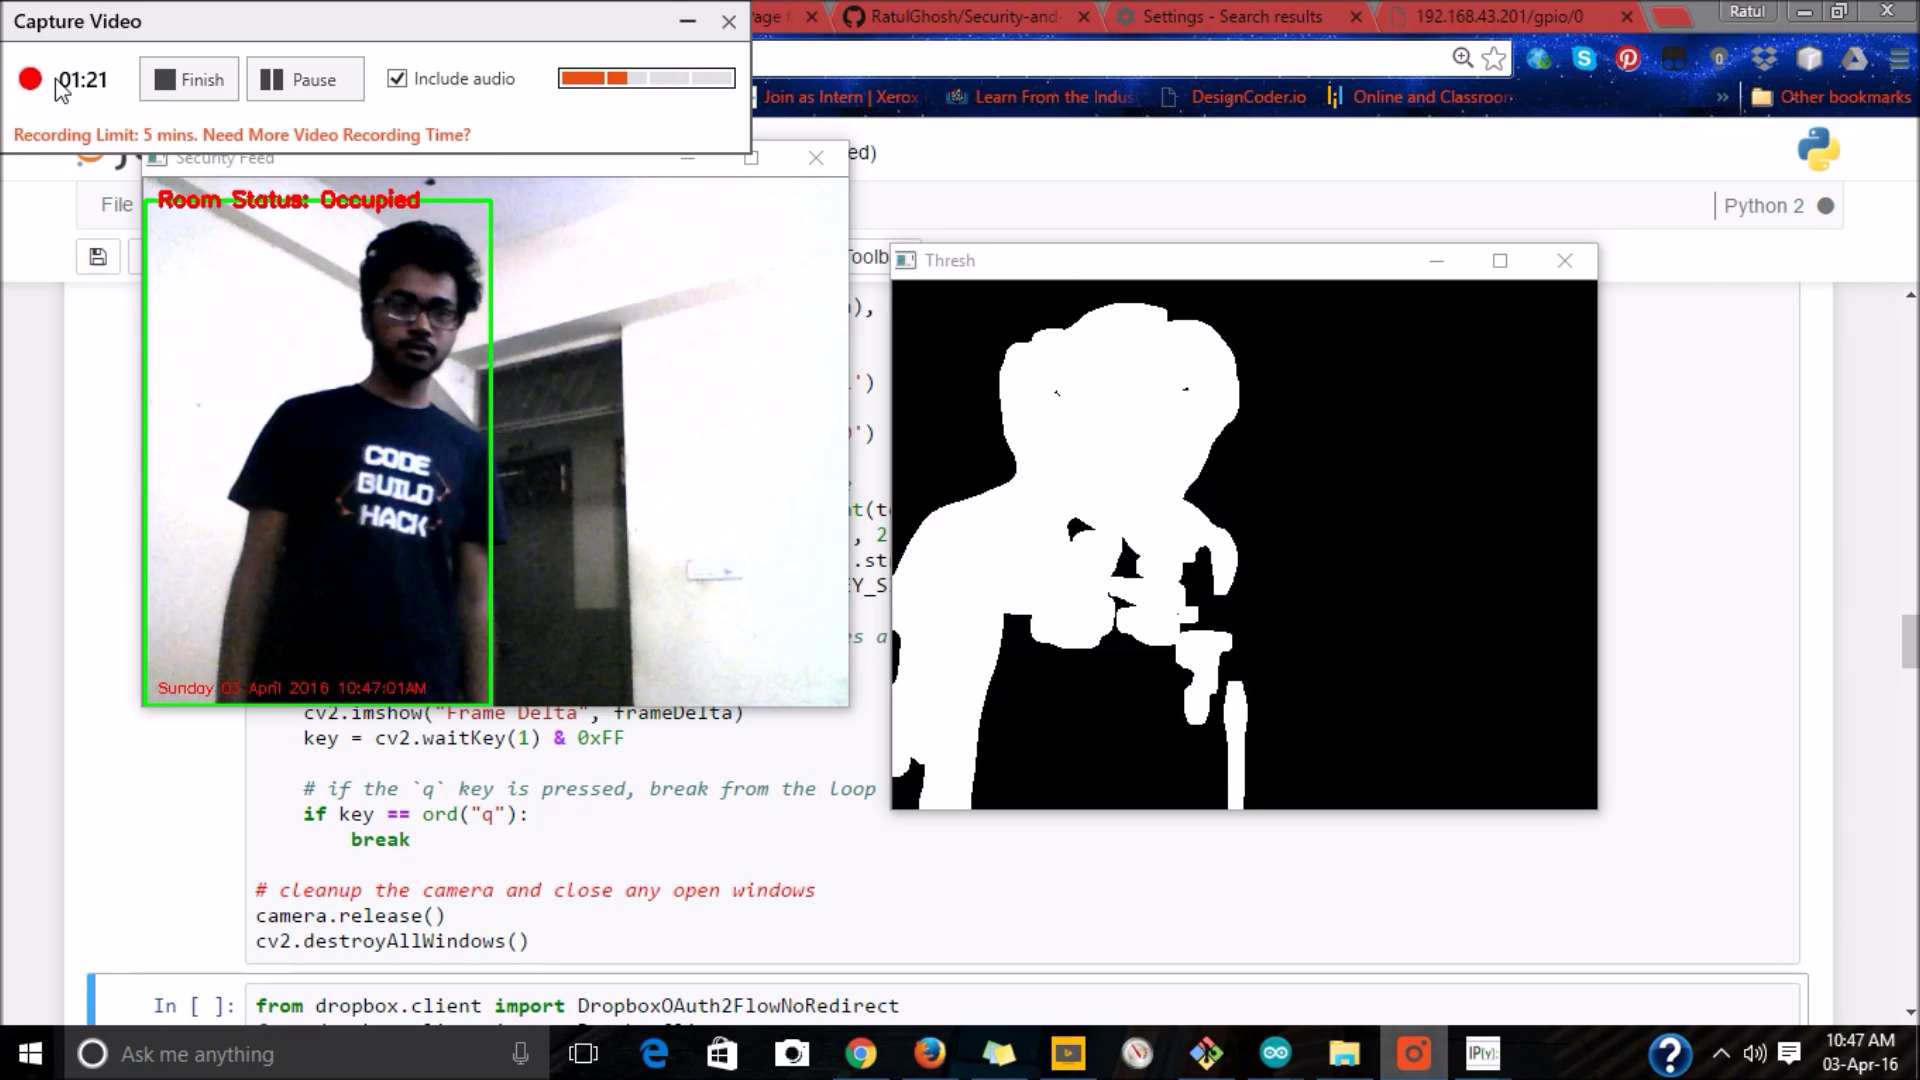 Capture Video
age f
RatulGhosh/Security-and-
Settings - Search results
192.168.43.201/gpio/0
Ratul
01:21
Finish
Pause
Include audio
Recording Limit: 5 mins. Need More Video Recording Time?
Join as Intern | Xerox
Learn From the Indus
DesignCoder.io
Online and Classroon
»
Other bookmarks
Security Feed
ed)
File
Python 2
Room Status: Occupied
CODE
BUILD
HACK
Sunday 03 April 2016 10:47:01AM
Toolb
Thresh
),
')
')
nt(t
, 2
.st
EY_S
es a
cv2.imshow("Frame Delta", frameDelta)
key = cv2.waitKey(1) & 0xFF
# if the `q` key is pressed, break from the loop
if key == ord("q"):
break
# cleanup the camera and close any open windows
camera.release()
cv2.destroyAllWindows()
In [ ]:
from dropbox.client import DropboxOAuth2FlowNoRedirect
Ask me anything
IP[y]:
10:47 AM
03-Apr-16